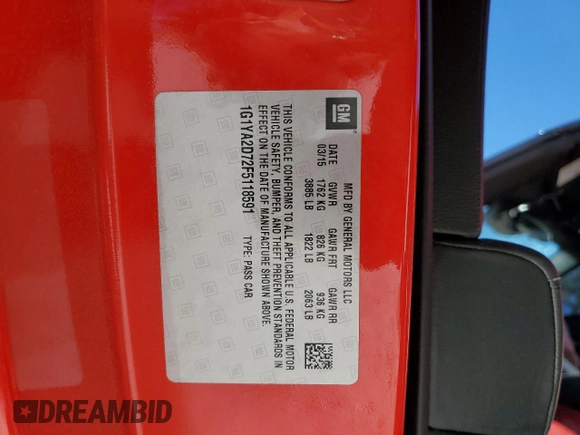 GM
MFD BY GENERAL MOTORS LLC
DATE GVWR GAWR FRT GAWR RR
03/15 1762 KG 826 KG 936 KG
3885 LB 1822 LB 2063 LB
THIS VEHICLE CONFORMS TO ALL APPLICABLE U.S. FEDERAL MOTOR
VEHICLE SAFETY, BUMPER, AND THEFT PREVENTION STANDARDS IN
EFFECT ON THE DATE OF MANUFACTURE SHOWN ABOVE.
1G1YA2D72F5118591 TYPE: PASS CAR
DREAMBID